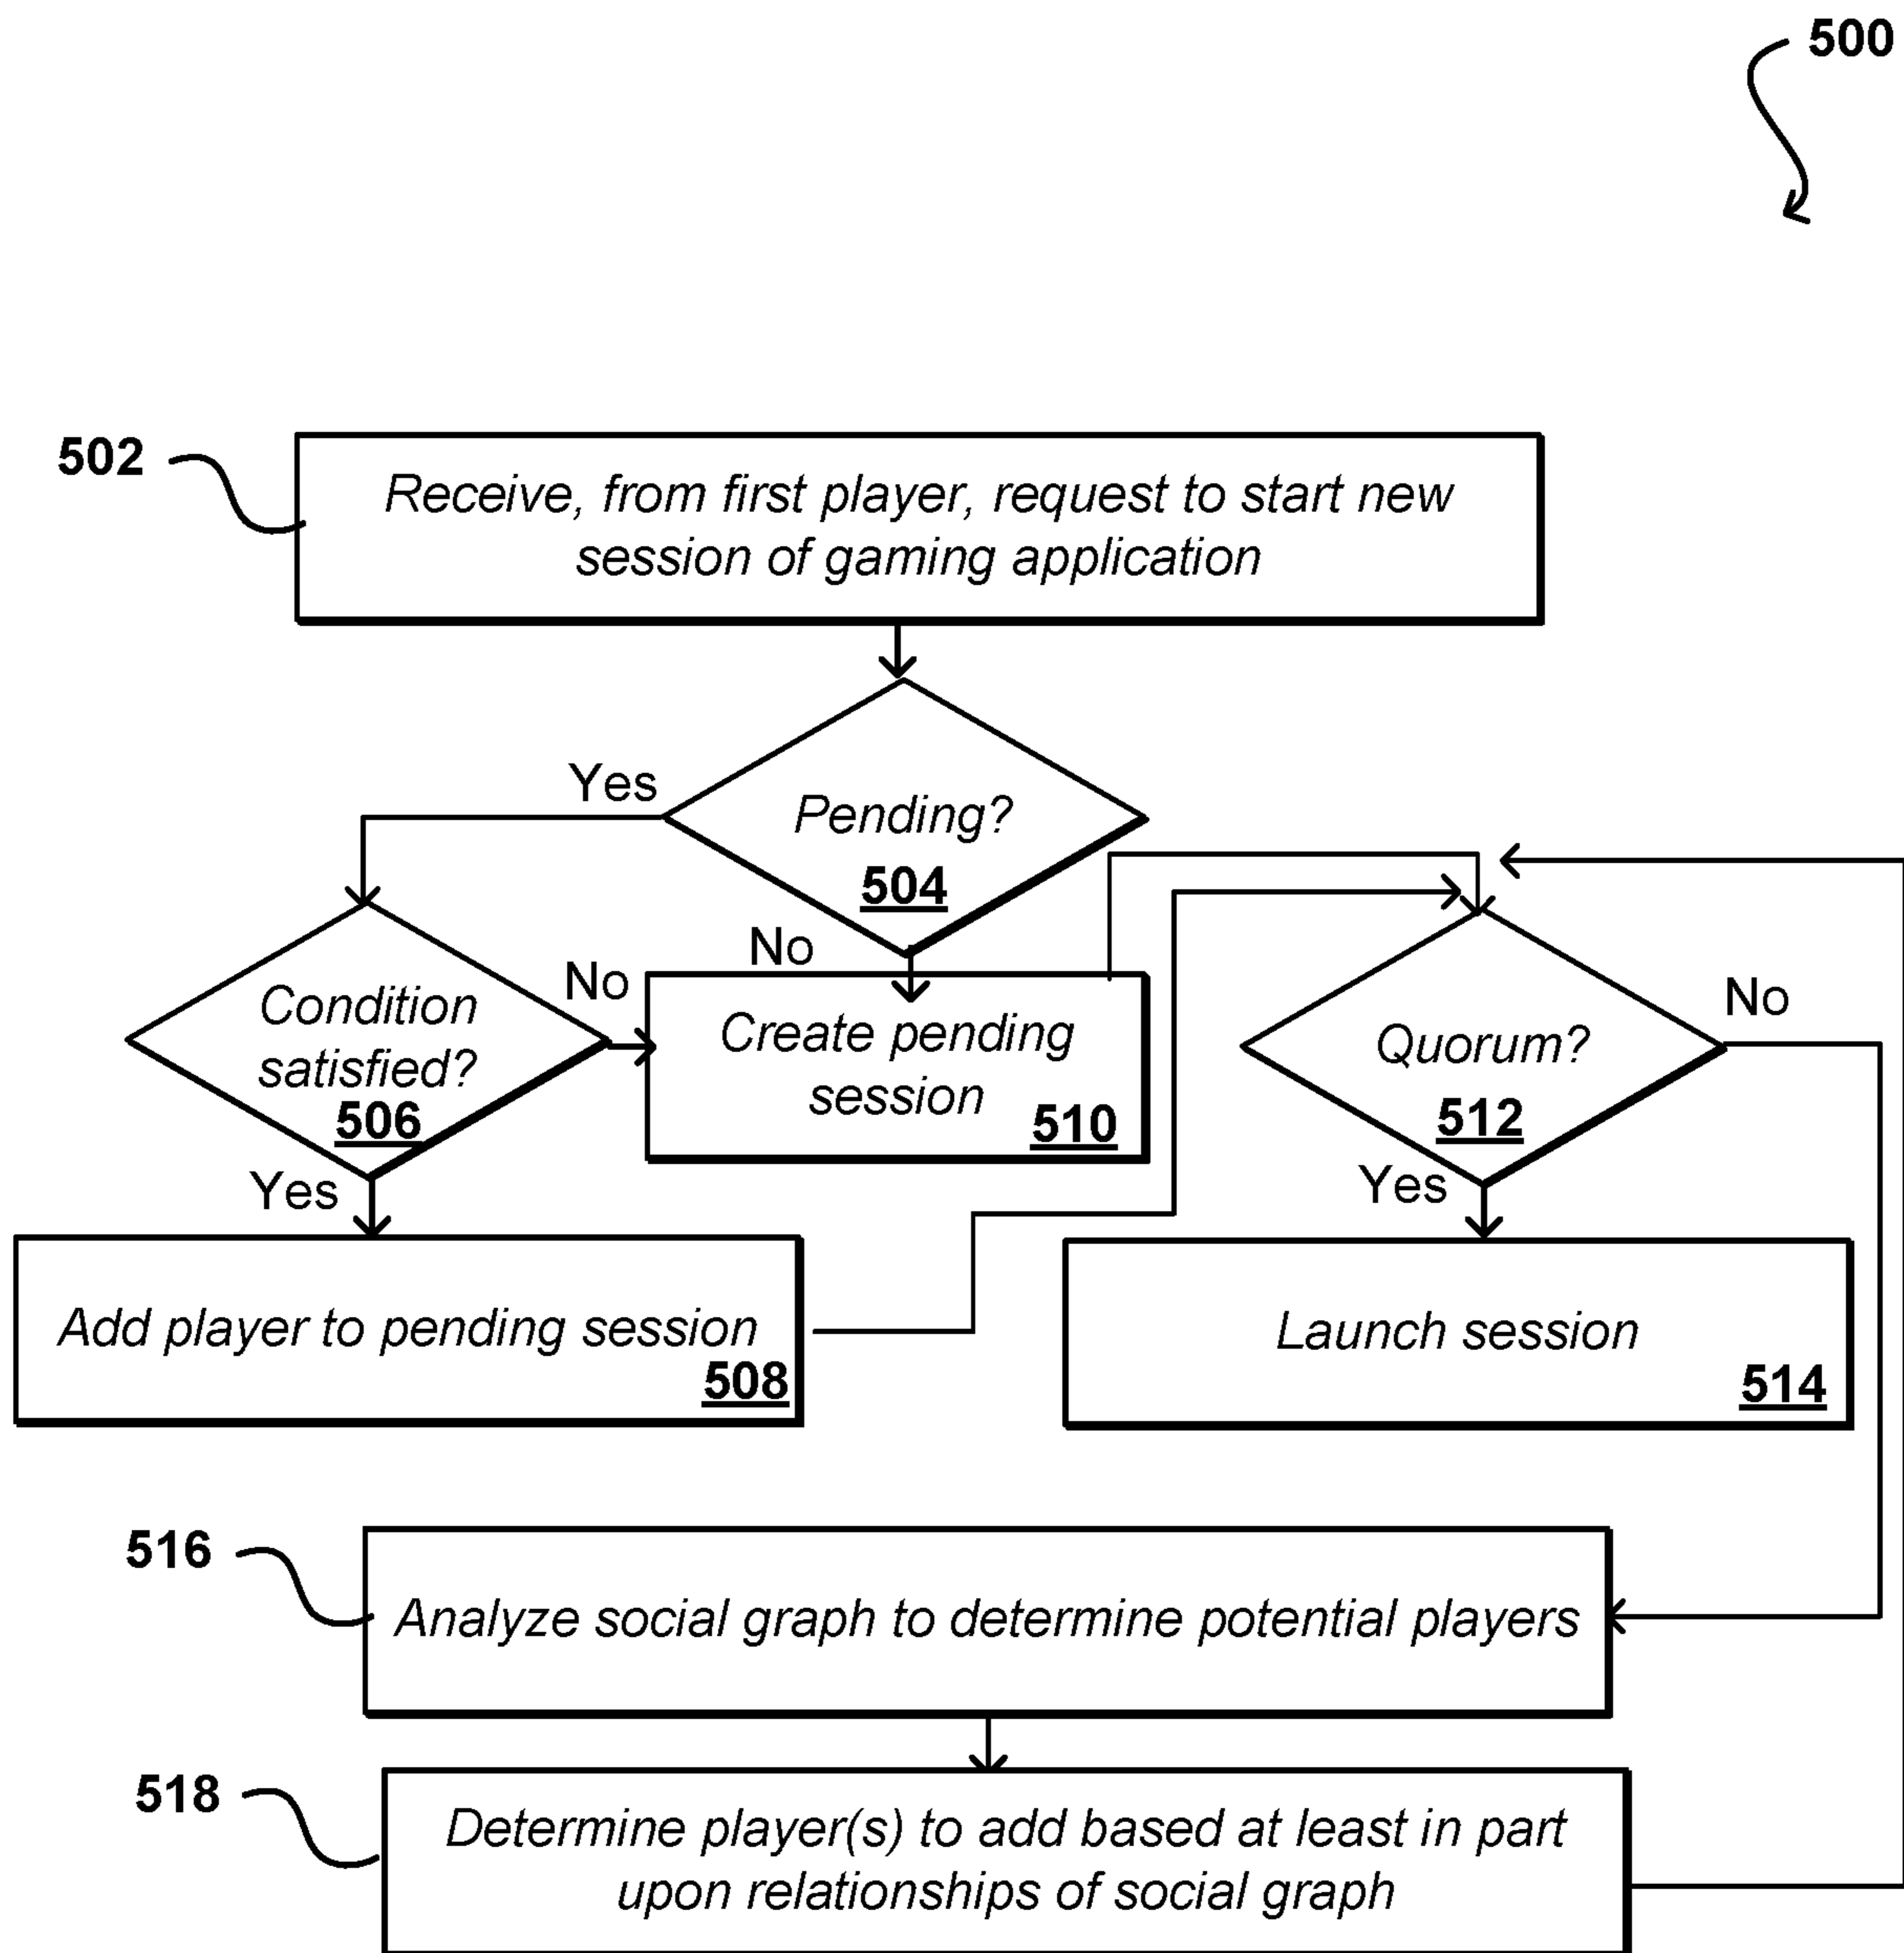 500
502
Receive, from first player, request to start new
session of gaming application
Yes
Pending?
504
No
Condition
satisfied?
506
No
Yes
Create pending
session
510
Quorum?
512
No
Yes
Add player to pending session
508
Launch session
514
516
Analyze social graph to determine potential players
518
Determine player(s) to add based at least in part
upon relationships of social graph